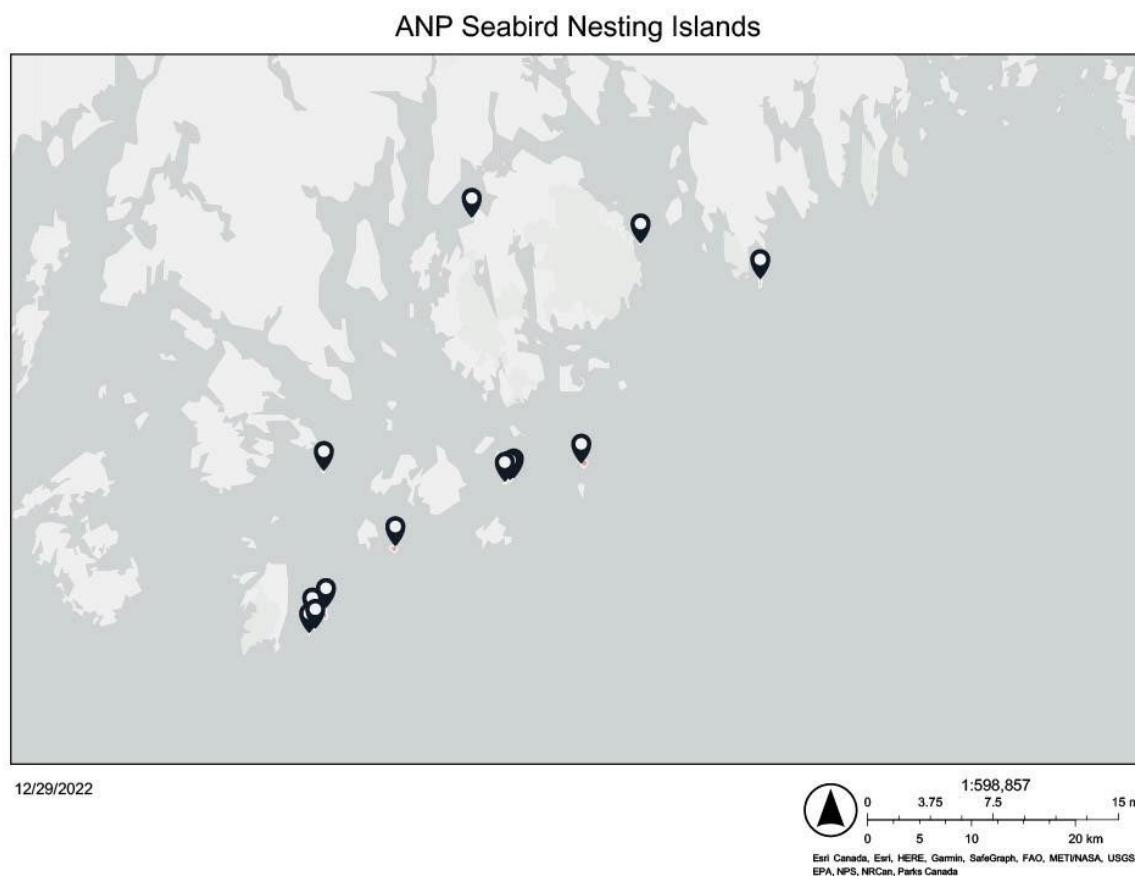 ANP Seabird Nesting Islands
12/29/2022
1:598,857
0 3.75 7.5 15 m
0 5 10 20 km
Esri Canada, Esri, HERE, Garmin, SafeGraph, FAO, METI/NASA, USGS
EPA, NPS, NRCan, Parks Canada